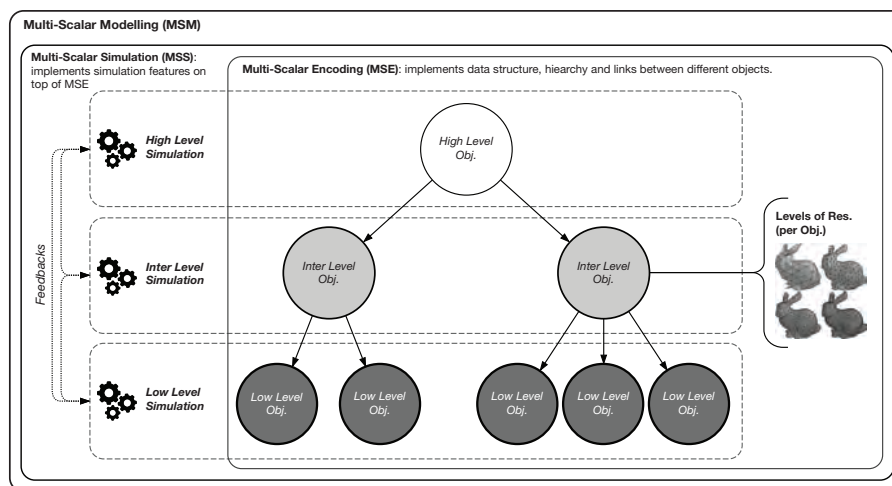 Multi-Scalar Modelling (MSM)
Multi-Scalar Simulation (MSS):
implements simulation features on
top of MSE
Multi-Scalar Encoding (MSE): implements data structure, hiearchy and links between different objects.
High Level
Simulation
High Level
Obj.
Feedbacks
Inter Level
Simulation
Inter Level
Obj.
Inter Level
Obj.
Levels of Res.
(per Obj.)
Low Level
Simulation
Low Level
Obj.
Low Level
Obj.
Low Level
Obj.
Low Level
Obj.
Low Level
Obj.